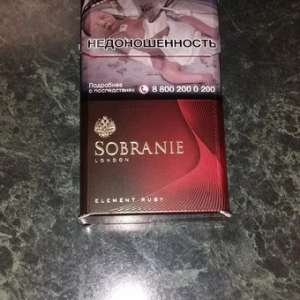 НЕДОНОШЕННОСТЬ
Подробнее
о последствиях
8 800 200 0 200
SOBRANIE
LONDON
ELEMENT RUBY